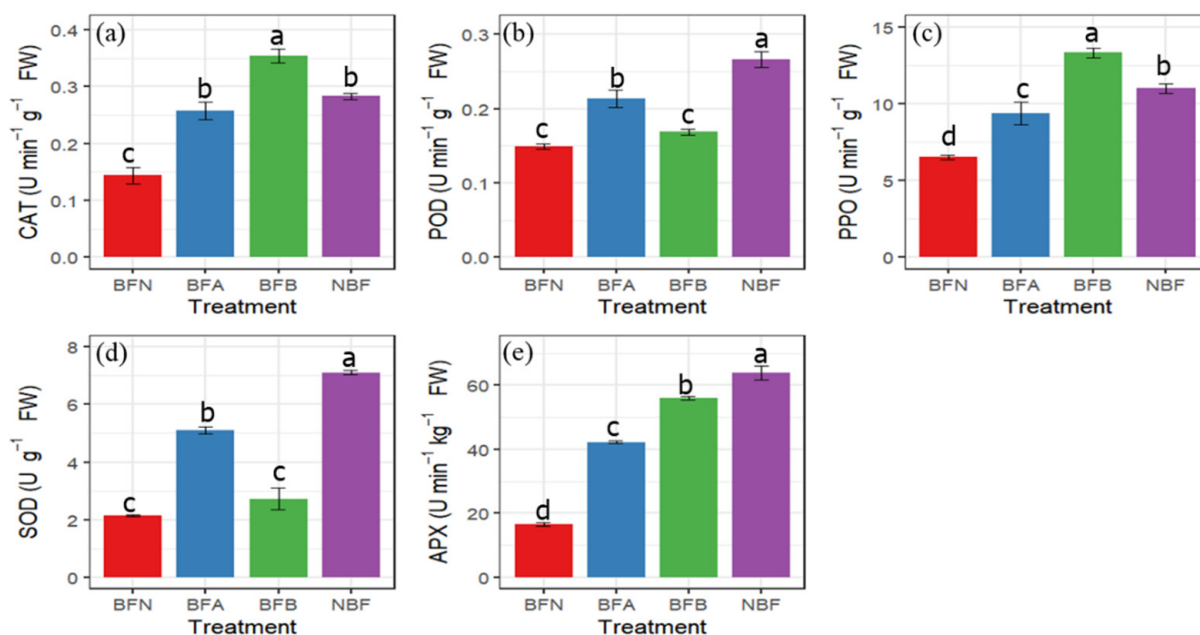 (a)
CAT (U min⁻¹ g⁻¹ FW)
0.4
0.3
0.2
0.1
0.0
c
b
a
b
BFN BFA BFB NBF
Treatment
(b)
POD (U min⁻¹ g⁻¹ FW)
0.3
0.2
0.1
0.0
c
b
c
a
BFN BFA BFB NBF
Treatment
(c)
PPO (U min⁻¹ g⁻¹ FW)
15
10
5
0
d
c
a
b
BFN BFA BFB NBF
Treatment
(d)
SOD (U g⁻¹ FW)
8
6
4
2
0
c
b
c
a
BFN BFA BFB NBF
Treatment
(e)
APX (U min⁻¹ kg⁻¹ FW)
60
40
20
0
d
c
b
a
BFN BFA BFB NBF
Treatment